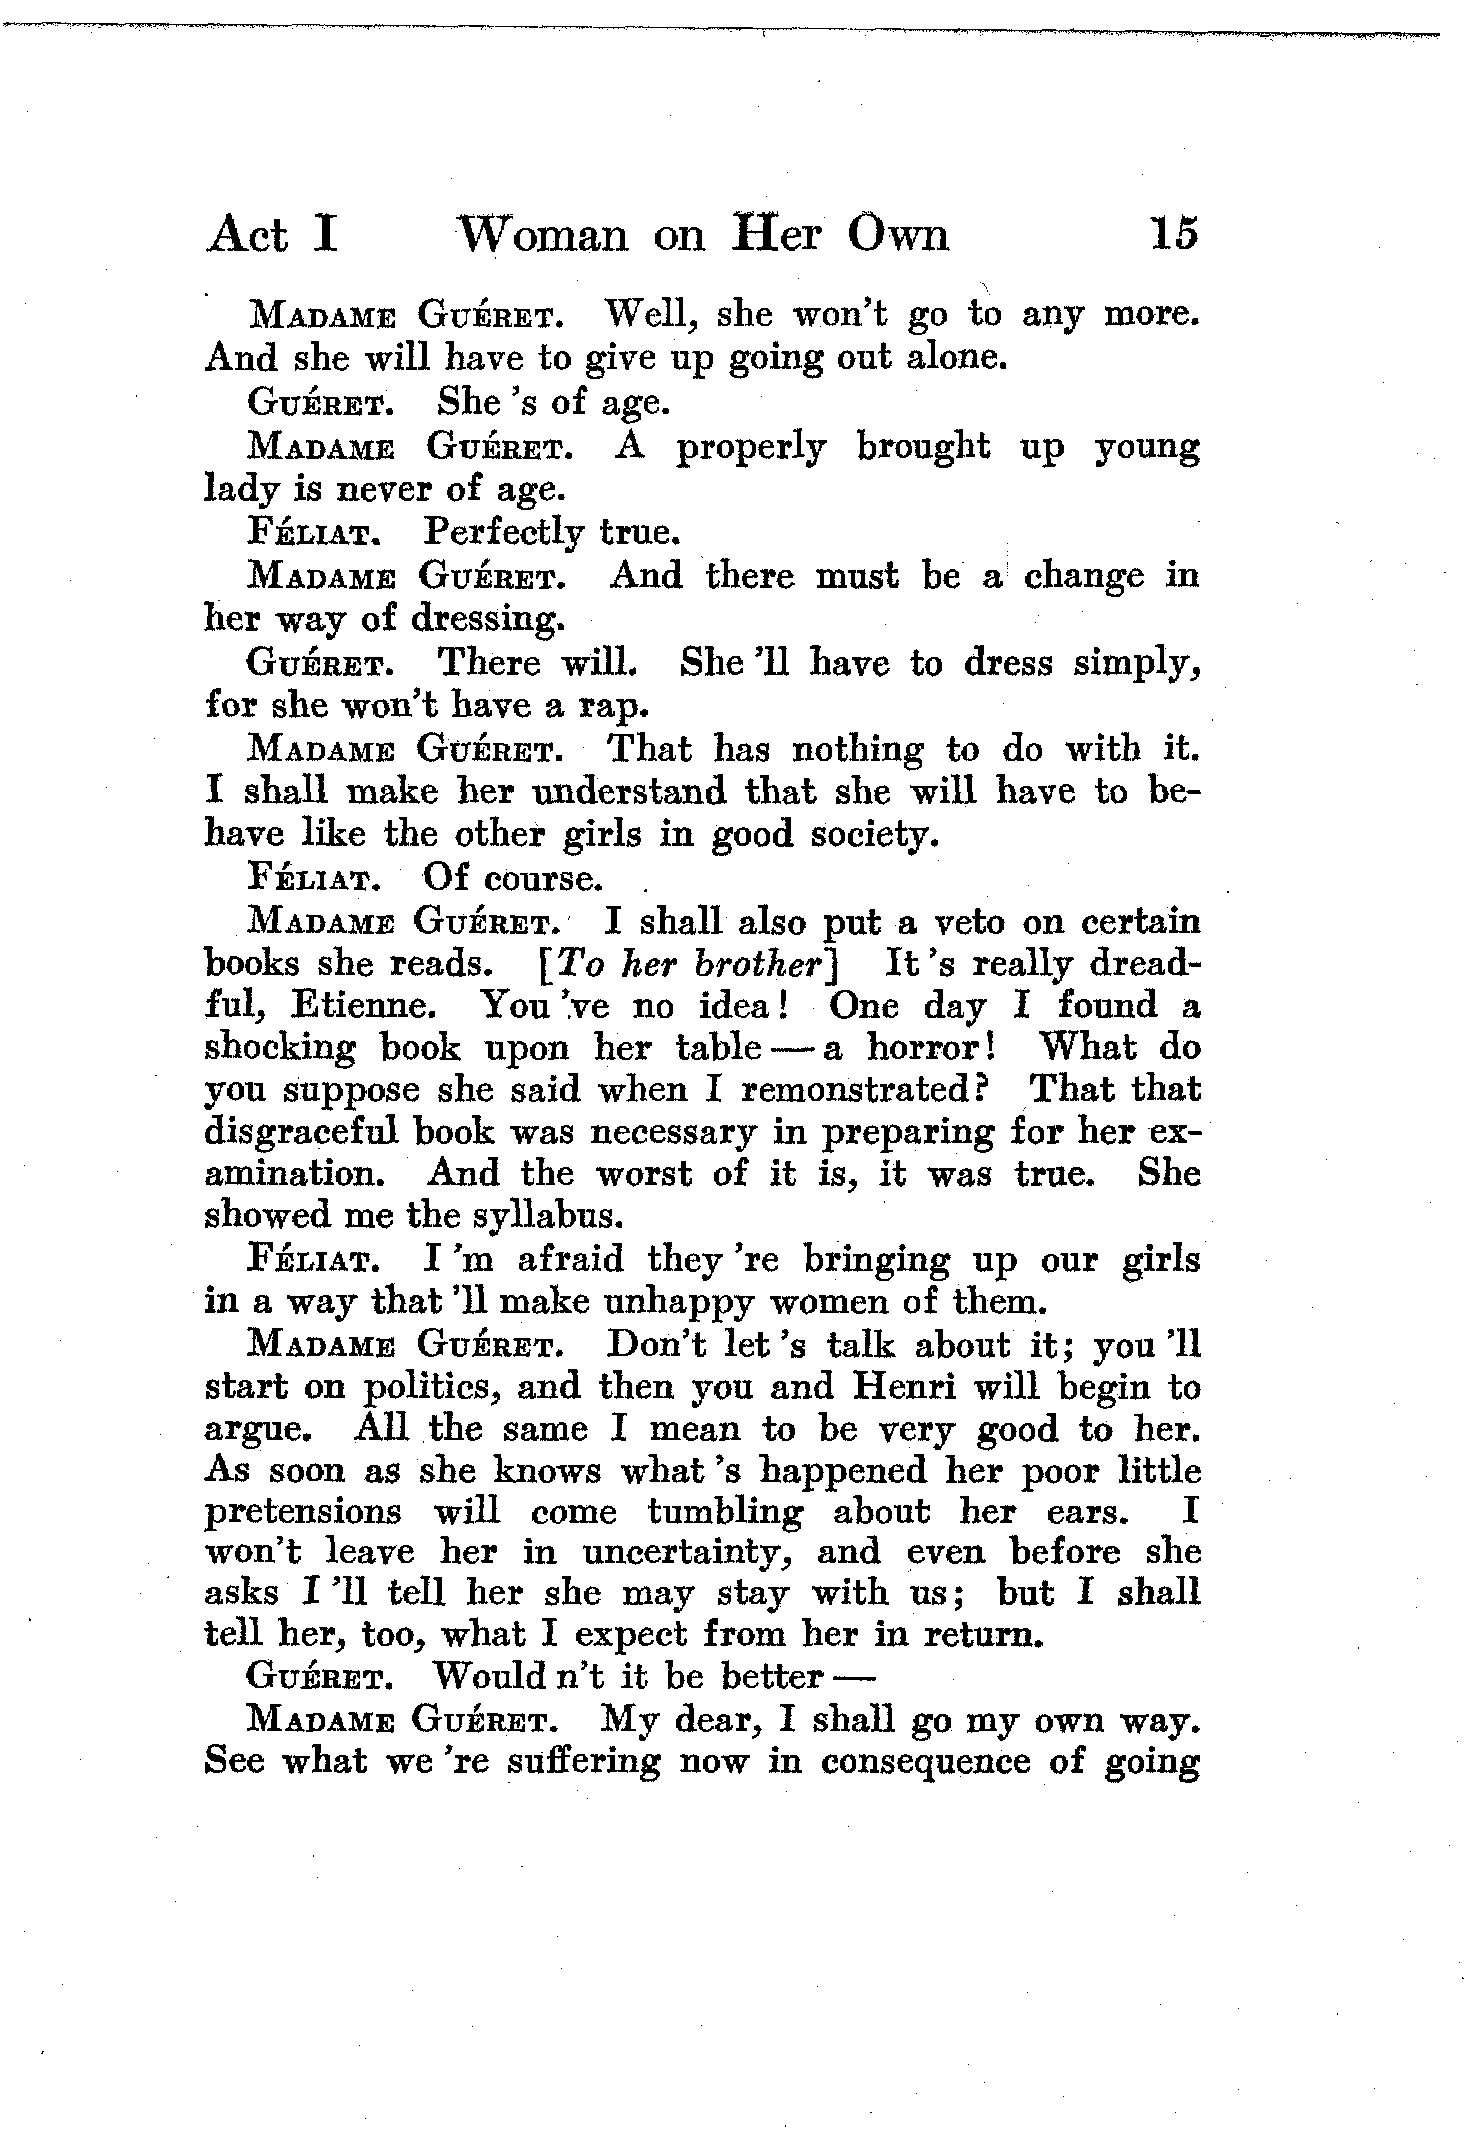 Act I Woman on Her Own 15
MADAME GUÉRET. Well, she won't go to any more.
And she will have to give up going out alone.
GUÉRET. She 's of age.
MADAME GUÉRET. A properly brought up young
lady is never of age.
FÉLIAT. Perfectly true.
MADAME GUÉRET. And there must be a change in
her way of dressing.
GUÉRET. There will. She 'll have to dress simply,
for she won't have a rap.
MADAME GUÉRET. That has nothing to do with it.
I shall make her understand that she will have to be-
have like the other girls in good society.
FÉLIAT. Of course.
MADAME GUÉRET. I shall also put a veto on certain
books she reads. [To her brother] It 's really dread-
ful, Etienne. You 've no idea! One day I found a
shocking book upon her table — a horror! What do
you suppose she said when I remonstrated? That that
disgraceful book was necessary in preparing for her ex-
amination. And the worst of it is, it was true. She
showed me the syllabus.
FÉLIAT. I 'm afraid they 're bringing up our girls
in a way that 'll make unhappy women of them.
MADAME GUÉRET. Don't let 's talk about it; you 'll
start on politics, and then you and Henri will begin to
argue. All the same I mean to be very good to her.
As soon as she knows what 's happened her poor little
pretensions will come tumbling about her ears. I
won't leave her in uncertainty, and even before she
asks I 'll tell her she may stay with us; but I shall
tell her, too, what I expect from her in return.
GUÉRET. Would n't it be better —
MADAME GUÉRET. My dear, I shall go my own way.
See what we 're suffering now in consequence of going